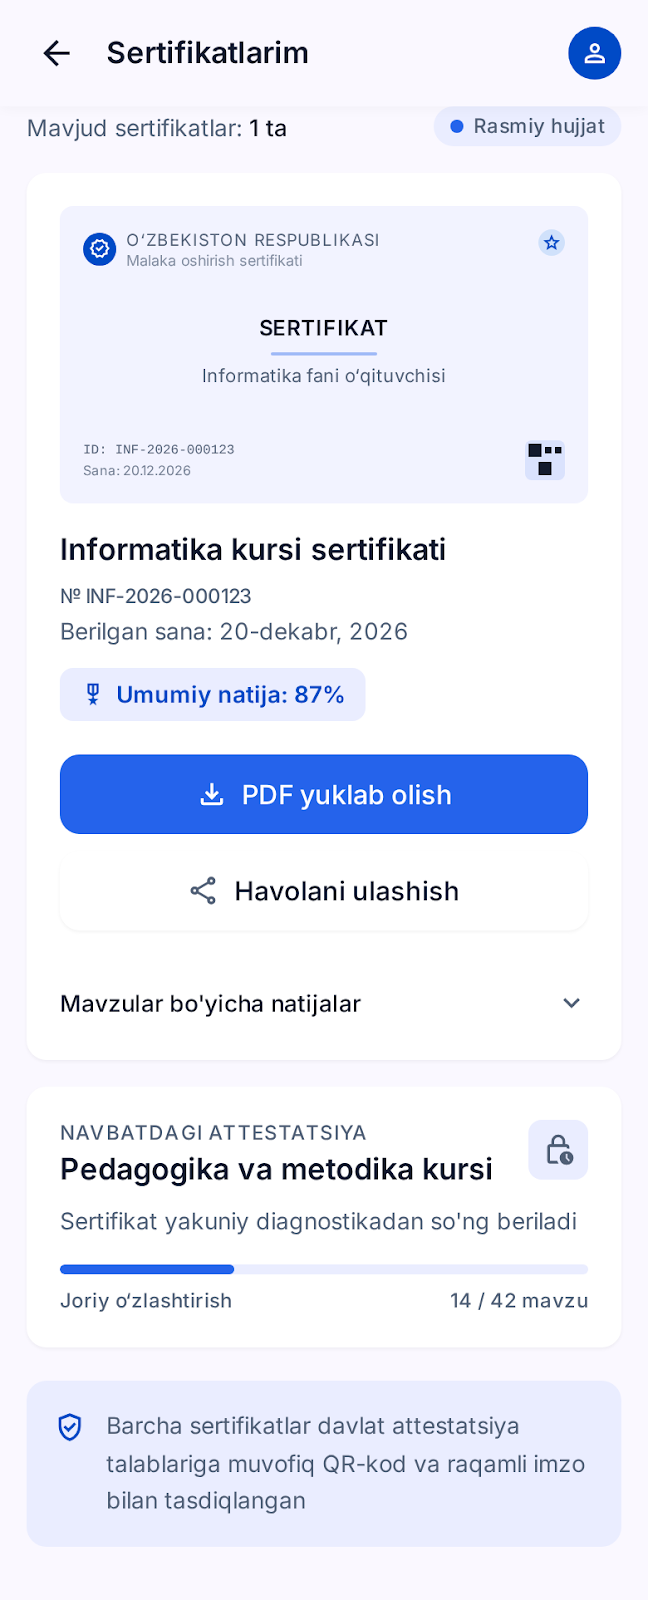 Sertifikatlarim
Mavjud sertifikatlar: 1 ta
Rasmiy hujjat
OʻZBEKISTON RESPUBLIKASI
Malaka oshirish sertifikati
SERTIFIKAT
Informatika fani oʻqituvchisi
ID: INF-2026-000123
Sana: 20.12.2026
Informatika kursi sertifikati
№ INF-2026-000123
Berilgan sana: 20-dekabr, 2026
Umumiy natija: 87%
PDF yuklab olish
Havolani ulashish
Mavzular bo'yicha natijalar
NAVBATDAGI ATTESTATSIYA
Pedagogika va metodika kursi
Sertifikat yakuniy diagnostikadan so'ng beriladi
Joriy oʻzlashtirish
14 / 42 mavzu
Barcha sertifikatlar davlat attestatsiya
talablariga muvofiq QR-kod va raqamli imzo
bilan tasdiqlangan